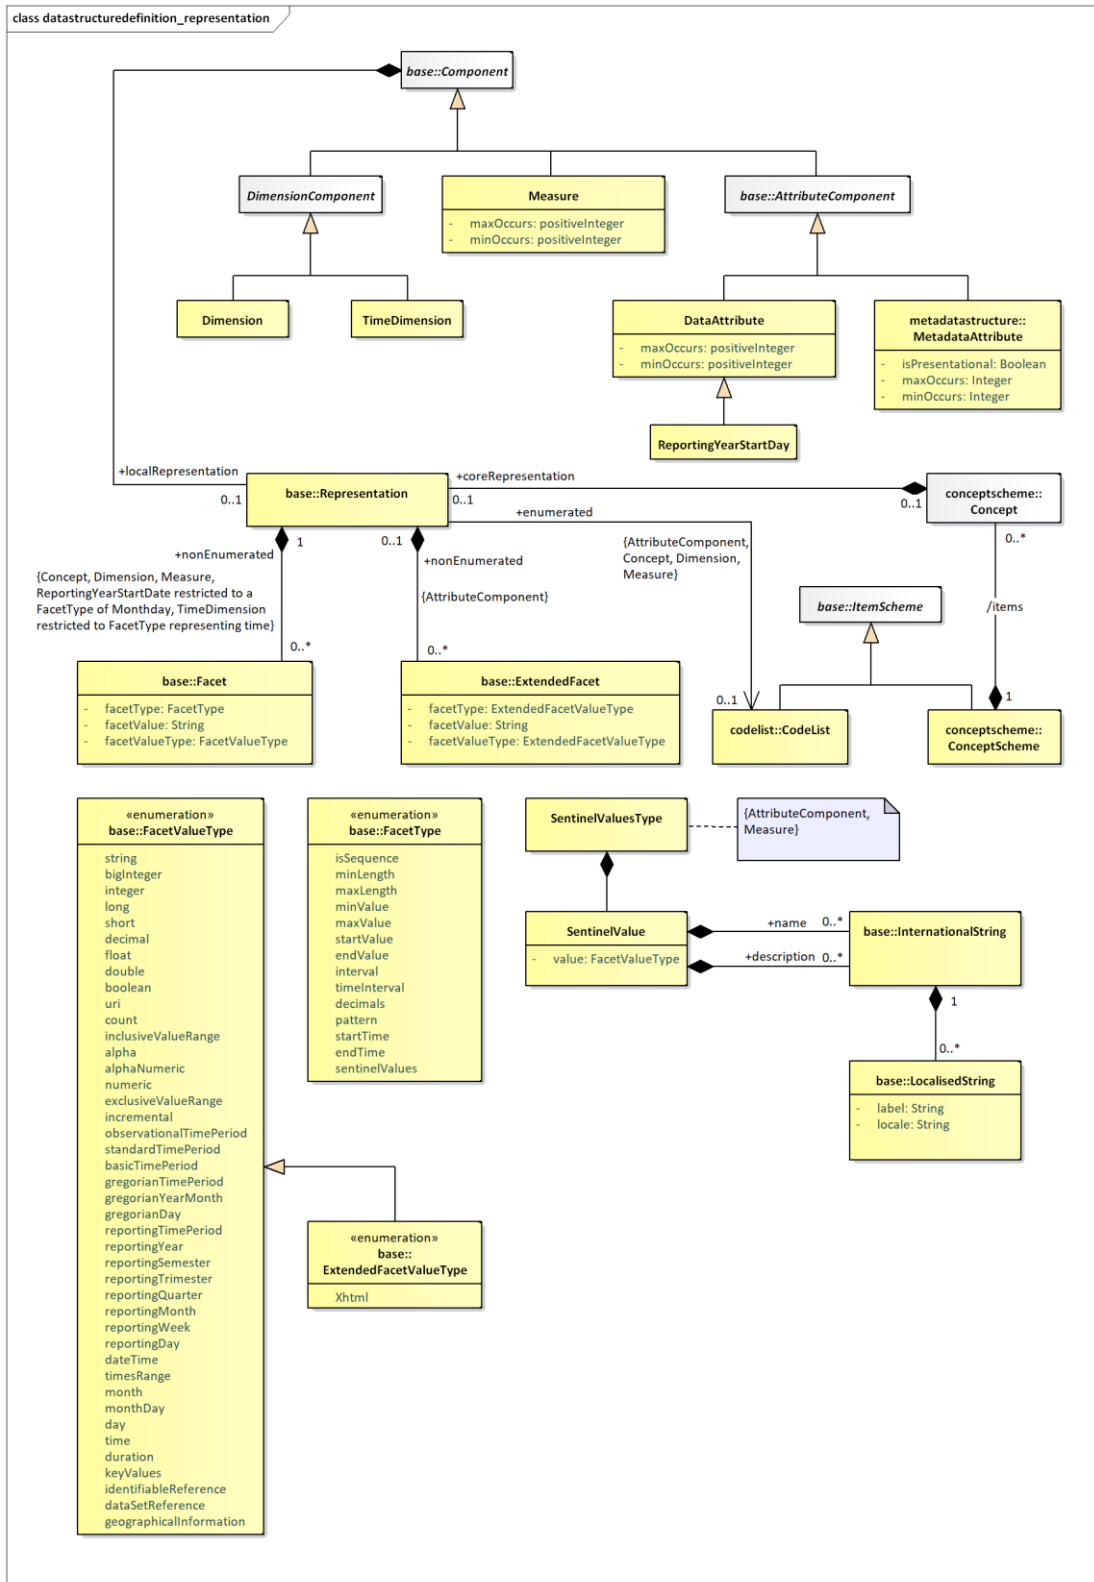 class datastructuredefinition_representation
base::Component
DimensionComponent
Measure
- maxOccurs: positiveInteger
- minOccurs: positiveInteger
base::AttributeComponent
Dimension
TimeDimension
DataAttribute
- maxOccurs: positiveInteger
- minOccurs: positiveInteger
metadatastructure::
MetadataAttribute
- isPresentational: Boolean
- maxOccurs: Integer
- minOccurs: Integer
ReportingYearStartDay
+localRepresentation
0..1
base::Representation
+coreRepresentation
0..1
0..1
conceptscheme::
Concept
+enumerated
0..*
{AttributeComponent,
Concept, Dimension,
Measure}
+nonEnumerated
1
{Concept, Dimension, Measure,
ReportingYearStartDate restricted to a
FacetType of Monthday, TimeDimension
restricted to FacetType representing time}
0..*
0..1
+nonEnumerated
{AttributeComponent}
0..*
base::ItemScheme
/items
base::Facet
- facetType: FacetType
- facetValue: String
- facetValueType: FacetValueType
base::ExtendedFacet
- facetType: ExtendedFacetValueType
- facetValue: String
- facetValueType: ExtendedFacetValueType
0..1
1
codelist::CodeList
conceptscheme::
ConceptScheme
«enumeration»
base::FacetValueType
string
bigInteger
integer
long
short
decimal
float
double
boolean
uri
count
inclusiveValueRange
alpha
alphaNumeric
numeric
exclusiveValueRange
incremental
observationalTimePeriod
standardTimePeriod
basicTimePeriod
gregorianTimePeriod
gregorianYearMonth
gregorianDay
reportingTimePeriod
reportingYear
reportingSemester
reportingTrimester
reportingQuarter
reportingMonth
reportingWeek
reportingDay
dateTime
timesRange
month
monthDay
day
time
duration
keyValues
identifiableReference
dataSetReference
geographicalInformation
«enumeration»
base::FacetType
isSequence
minLength
maxLength
minValue
maxValue
startValue
endValue
interval
timeInterval
decimals
pattern
startTime
endTime
sentinelValues
«enumeration»
base::
ExtendedFacetValueType
Xhtml
SentinelValuesType
{AttributeComponent,
Measure}
SentinelValue
- value: FacetValueType
+name
0..*
+description
0..*
base::InternationalString
1
0..*
base::LocalisedString
- label: String
- locale: String